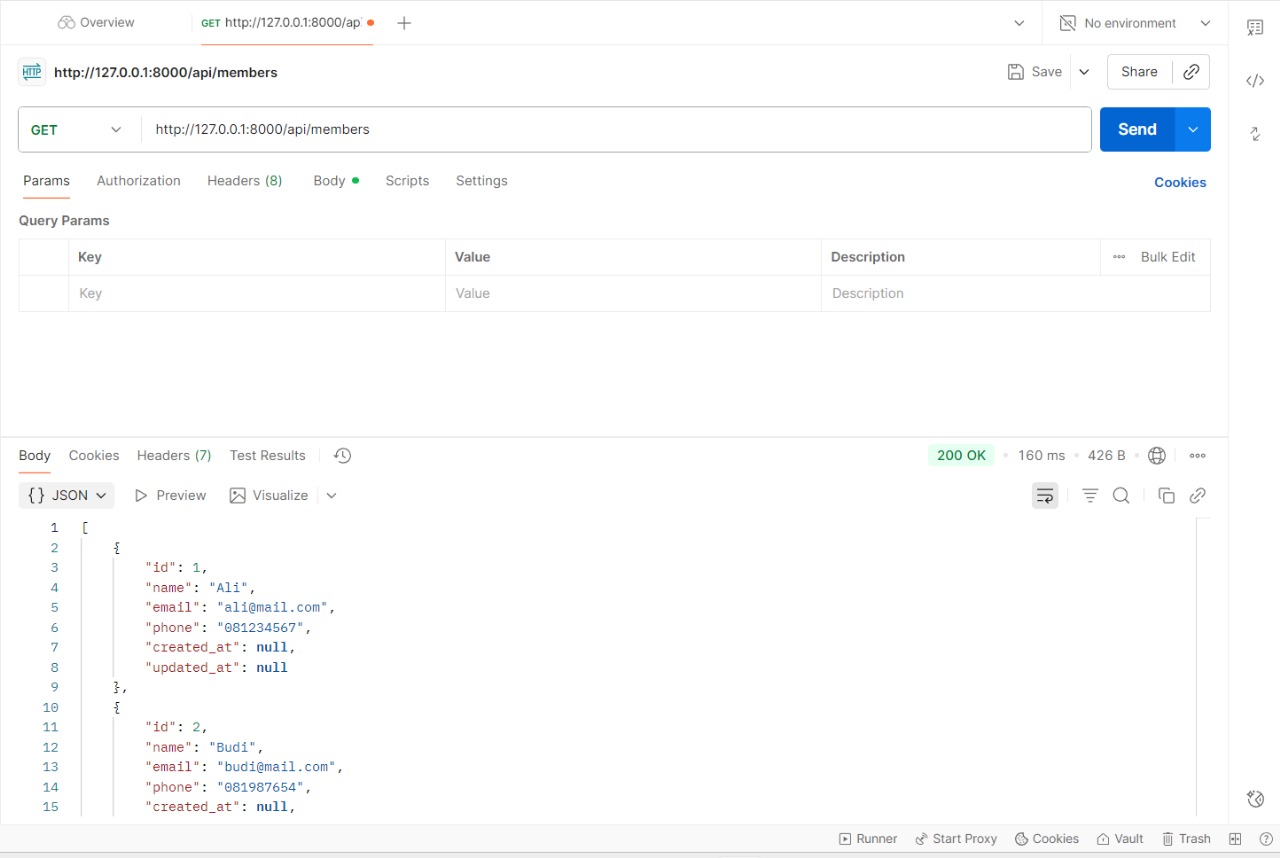 Overview
GET http://127.0.0.1:8000/ap
No environment
HTTP http://127.0.0.1:8000/api/members
Save
Share
GET http://127.0.0.1:8000/api/members
Send
Params Authorization Headers (8) Body Scripts Settings
Cookies
Query Params
Key Value Description Bulk Edit
Key Value Description
Body Cookies Headers (7) Test Results
200 OK • 160 ms • 426 B •
{} JSON Preview Visualize
1 [
2 {
3 "id": 1,
4 "name": "Ali",
5 "email": "ali@mail.com",
6 "phone": "081234567",
7 "created_at": null,
8 "updated_at": null
9 },
10 {
11 "id": 2,
12 "name": "Budi",
13 "email": "budi@mail.com",
14 "phone": "081987654",
15 "created_at": null,
Runner Start Proxy Cookies Vault Trash